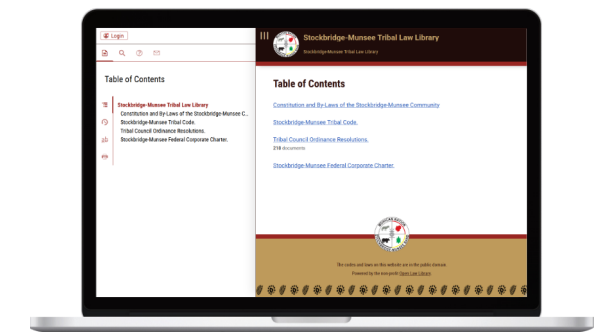 Login
Table of Contents
Stockbridge-Munsee Tribal Law Library
Constitution and By-Laws of the Stockbridge-Munsee C...
Stockbridge-Munsee Tribal Code.
Tribal Council Ordinance Resolutions.
Stockbridge-Munsee Federal Corporate Charter.
Stockbridge-Munsee Tribal Law Library
Stockbridge-Munsee Tribal Law Library
Table of Contents
Constitution and By-Laws of the Stockbridge-Munsee Community
Stockbridge-Munsee Tribal Code.
Tribal Council Ordinance Resolutions.
218 documents
Stockbridge-Munsee Federal Corporate Charter.
The codes and laws on this website are in the public domain.
Powered by the non-profit Open Law Library.